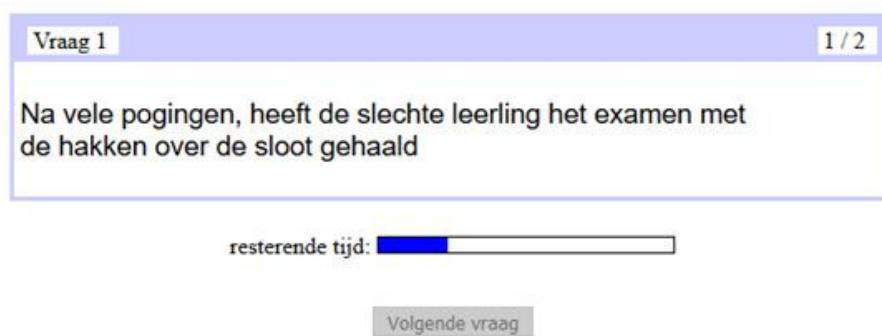 Vraag 1 1 / 2
Na vele pogingen, heeft de slechte leerling het examen met
de hakken over de sloot gehaald
resterende tijd:
Volgende vraag